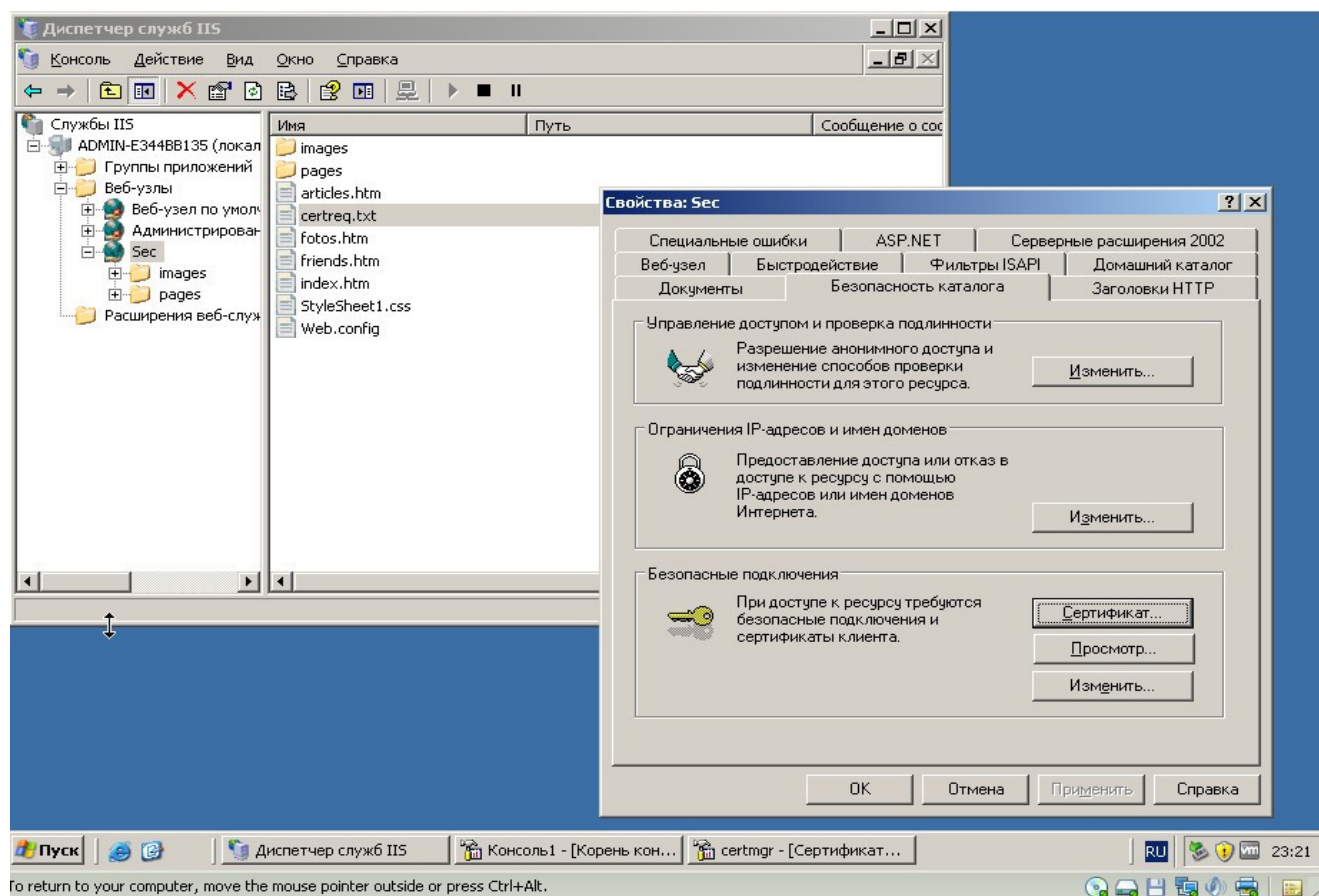 Диспетчер служб IIS
Консоль Действие Вид Окно Справка
Службы IIS
ADMIN-E344BB135 (локал
Группы приложений
Веб-узлы
Веб-узел по умолч
Администрирован
Sec
images
pages
Расширения веб-служ
Имя Путь Сообщение о сос
images
pages
articles.htm
certreq.txt
fotos.htm
friends.htm
index.htm
StyleSheet1.css
Web.config
Свойства: Sec
Специальные ошибки ASP.NET Серверные расширения 2002
Веб-узел Быстродействие Фильтры ISAPI Домашний каталог
Документы Безопасность каталога Заголовки HTTP
Управление доступом и проверка подлинности
Разрешение анонимного доступа и
изменение способов проверки
подлинности для этого ресурса.
Изменить...
Ограничения IP-адресов и имен доменов
Предоставление доступа или отказ в
доступе к ресурсу с помощью
IP-адресов или имен доменов
Интернета.
Изменить...
Безопасные подключения
При доступе к ресурсу требуются
безопасные подключения и
сертификаты клиента.
Сертификат...
Просмотр...
Изменить...
OK Отмена Применить Справка
Пуск Диспетчер служб IIS Консоль1 - [Корень кон... certmgr - [Сертификат... RU 23:21
To return to your computer, move the mouse pointer outside or press Ctrl+Alt.